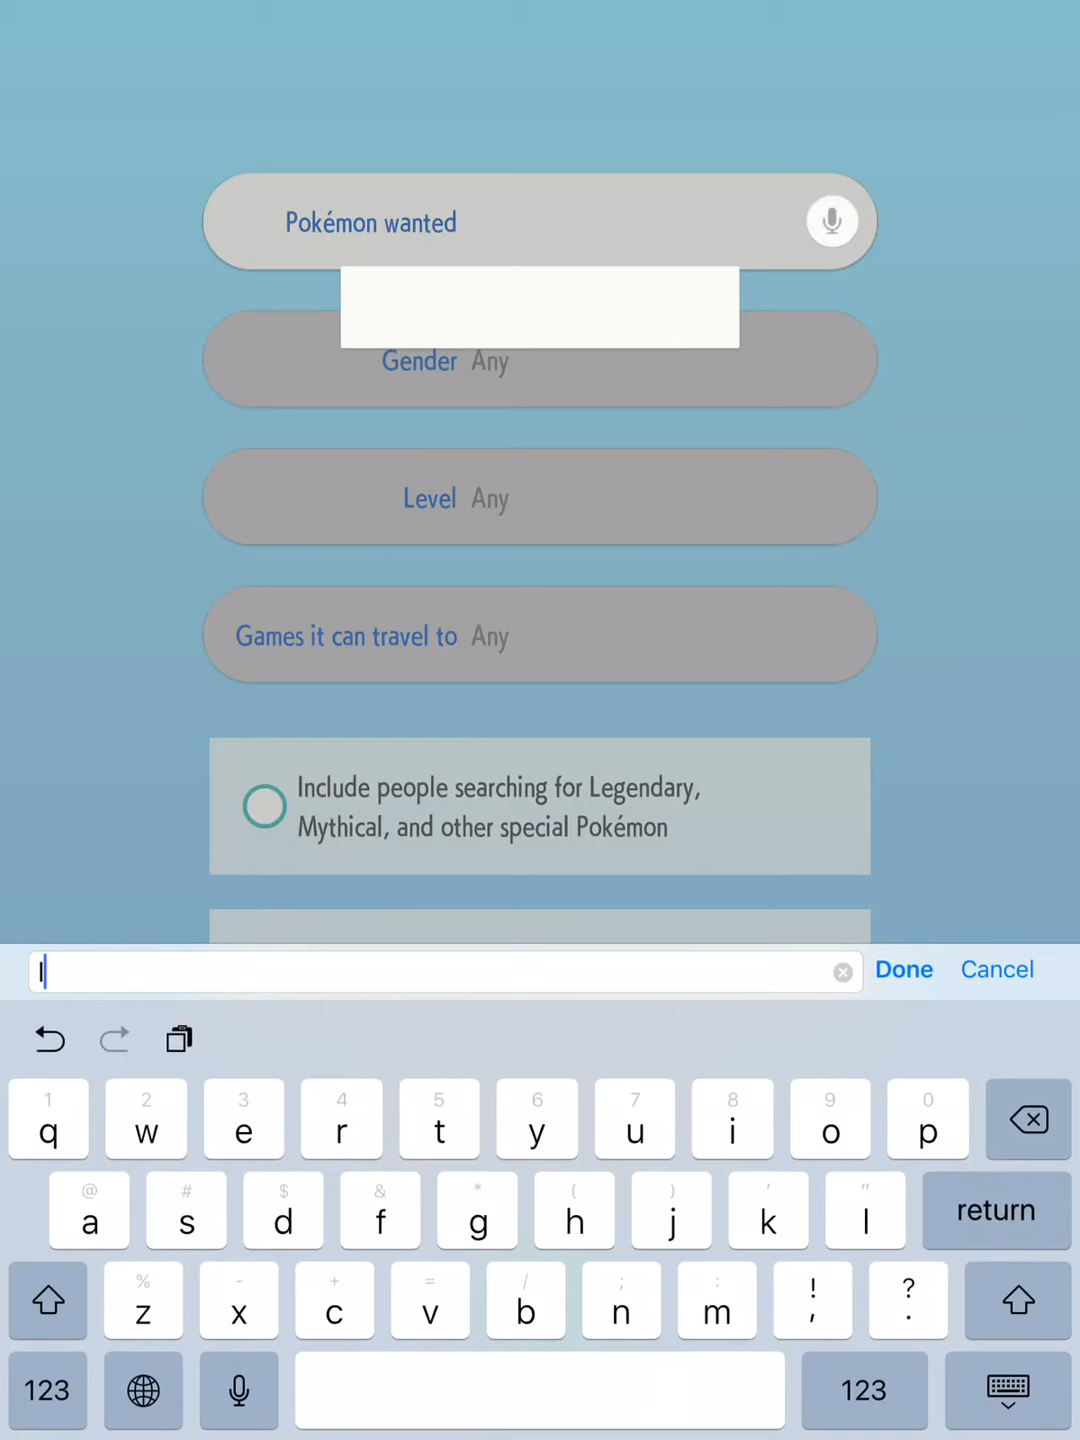 Pokémon wanted
Gender Any
Level Any
Games it can travel to Any
Include people searching for Legendary,
Mythical, and other special Pokémon
l
Done Cancel
1 2 3 4 5 6 7 8 9 0
q w e r t y u i o p
@ # $ & * ( ) ' "
a s d f g h j k l return
% - + = / ; : ! ?
z x c v b n m , .
123 123